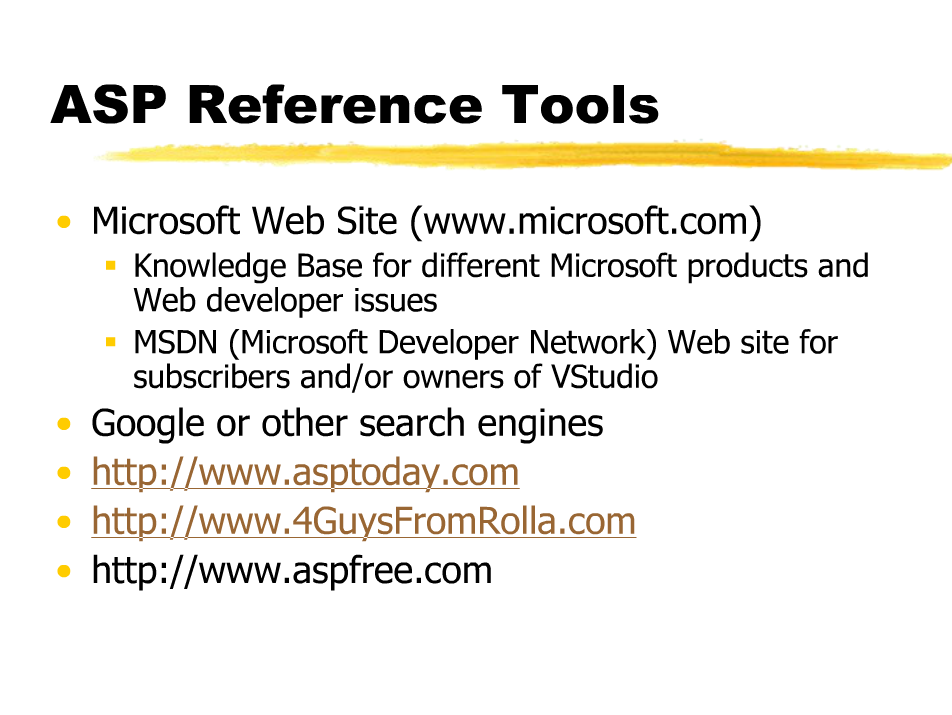 ASP Reference Tools
• Microsoft Web Site (www.microsoft.com)
▪ Knowledge Base for different Microsoft products and
Web developer issues
▪ MSDN (Microsoft Developer Network) Web site for
subscribers and/or owners of VStudio
• Google or other search engines
• http://www.asptoday.com
• http://www.4GuysFromRolla.com
• http://www.aspfree.com